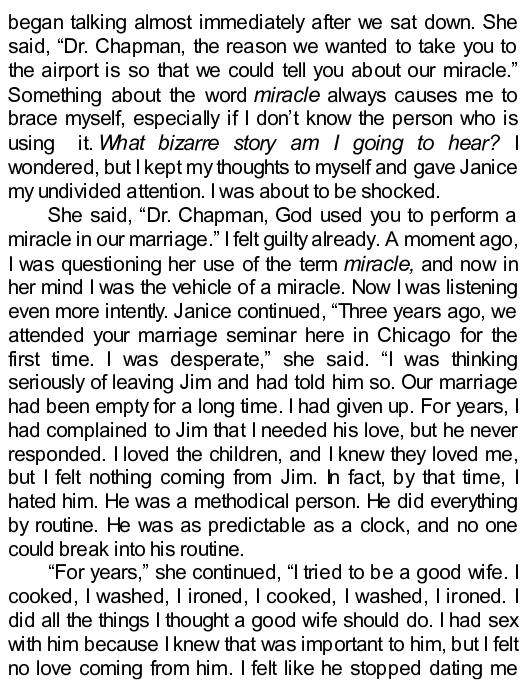 began talking almost immediately after we sat down. She
said, “Dr. Chapman, the reason we wanted to take you to
the airport is so that we could tell you about our miracle.”
Something about the word miracle always causes me to
brace myself, especially if I don’t know the person who is
using it. What bizarre story am I going to hear? I
wondered, but I kept my thoughts to myself and gave Janice
my undivided attention. I was about to be shocked.
She said, “Dr. Chapman, God used you to perform a
miracle in our marriage.” I felt guilty already. A moment ago,
I was questioning her use of the term miracle, and now in
her mind I was the vehicle of a miracle. Now I was listening
even more intently. Janice continued, “Three years ago, we
attended your marriage seminar here in Chicago for the
first time. I was desperate,” she said. “I was thinking
seriously of leaving Jim and had told him so. Our marriage
had been empty for a long time. I had given up. For years, I
had complained to Jim that I needed his love, but he never
responded. I loved the children, and I knew they loved me,
but I felt nothing coming from Jim. In fact, by that time, I
hated him. He was a methodical person. He did everything
by routine. He was as predictable as a clock, and no one
could break into his routine.
“For years,” she continued, “I tried to be a good wife. I
cooked, I washed, I ironed, I cooked, I washed, I ironed. I
did all the things I thought a good wife should do. I had sex
with him because I knew that was important to him, but I felt
no love coming from him. I felt like he stopped dating me